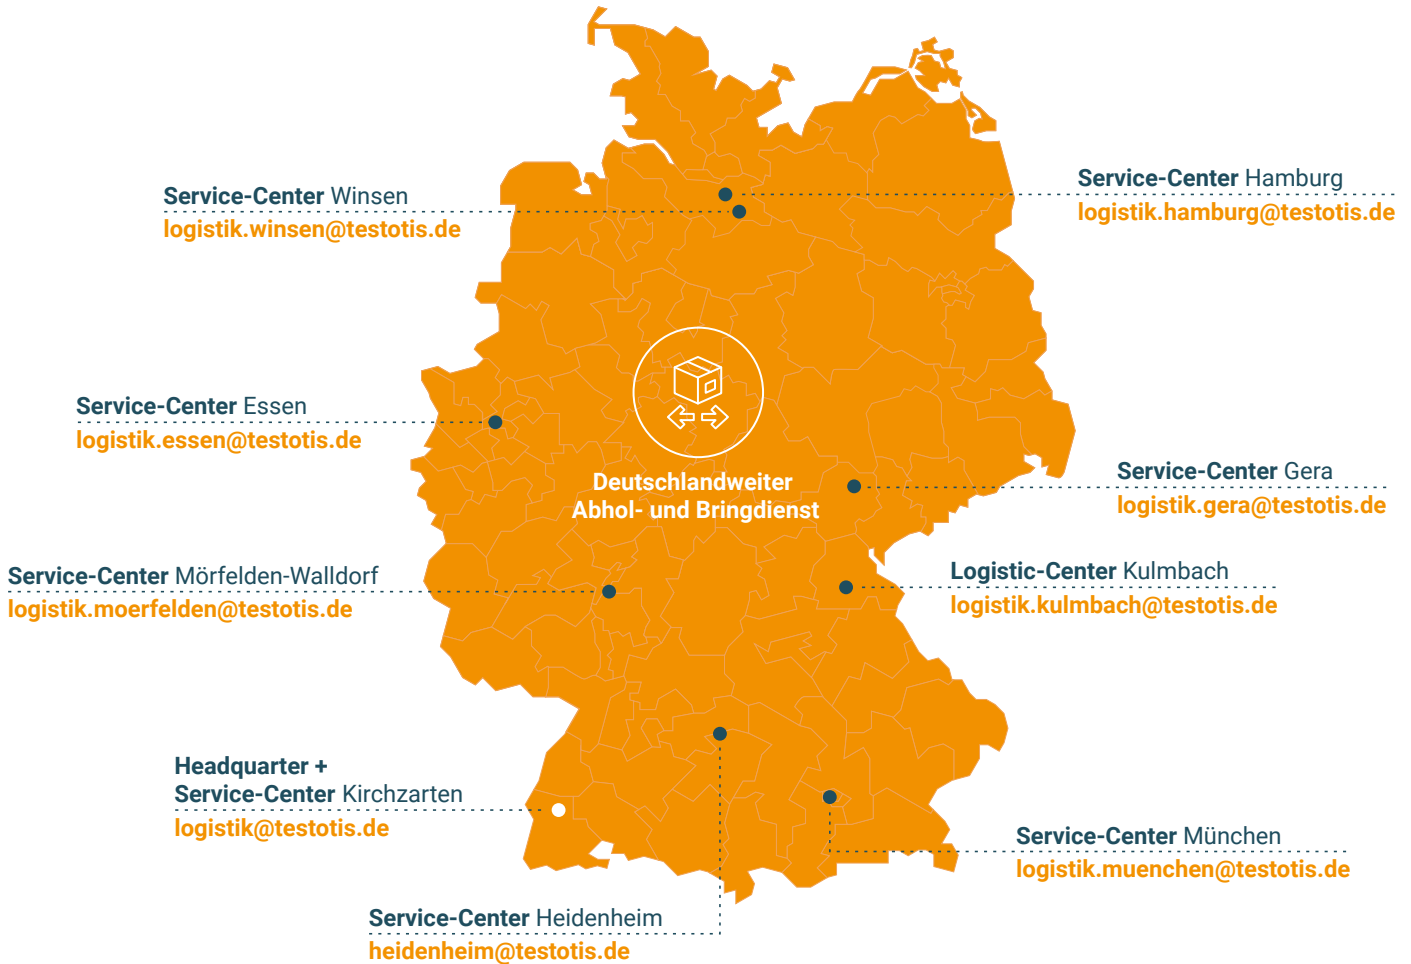 Service-Center Hamburg
logistik.hamburg@testotis.de
Service-Center Winsen
logistik.winsen@testotis.de
Service-Center Essen
logistik.essen@testotis.de
Deutschlandweiter
Abhol- und Bringdienst
Service-Center Gera
logistik.gera@testotis.de
Service-Center Mörfelden-Walldorf
logistik.moerfelden@testotis.de
Logistic-Center Kulmbach
logistik.kulmbach@testotis.de
Headquarter +
Service-Center Kirchzarten
logistik@testotis.de
Service-Center München
logistik.muenchen@testotis.de
Service-Center Heidenheim
heidenheim@testotis.de